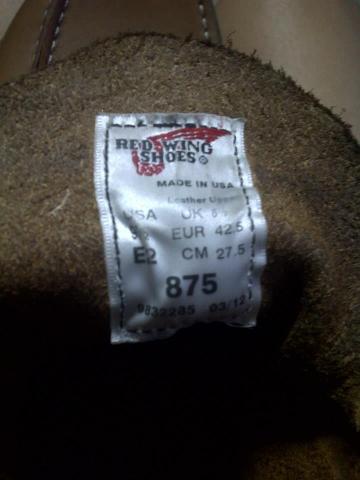 RED WING
SHOES®
MADE IN USA
Leather Upper
USA UK
EUR 42.5
E2 CM 27.5
875
9832285 03/12